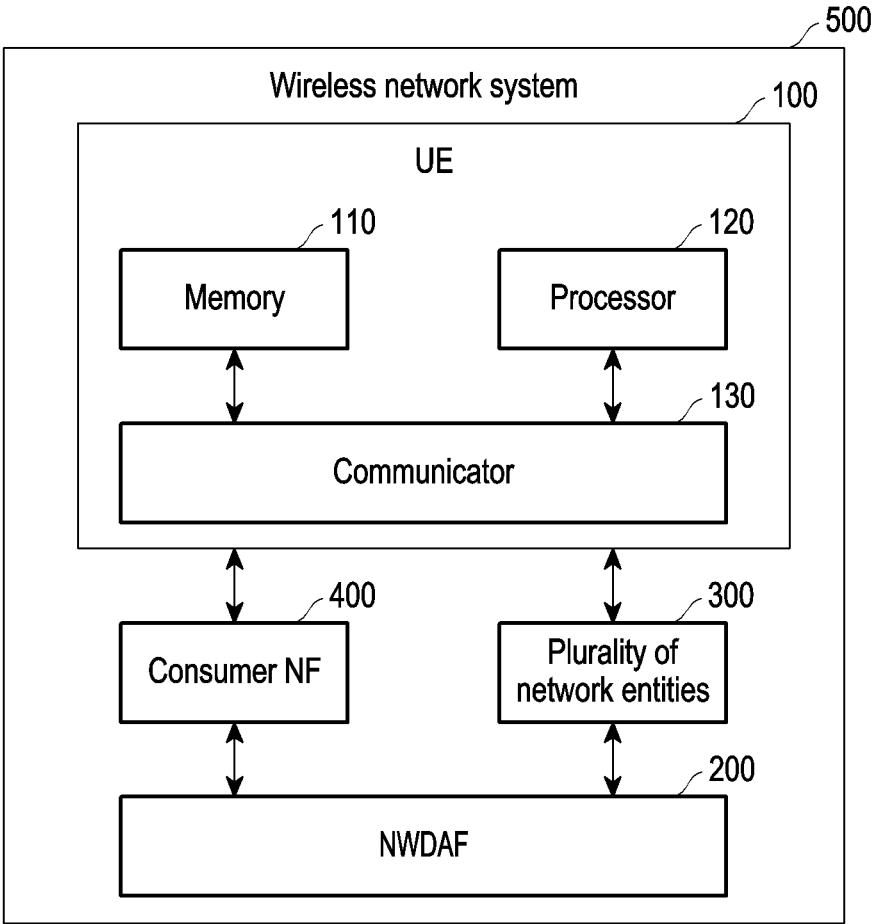 500
Wireless network system
100
UE
110
120
Memory
Processor
130
Communicator
400
300
Consumer NF
Plurality of
network entities
200
NWDAF